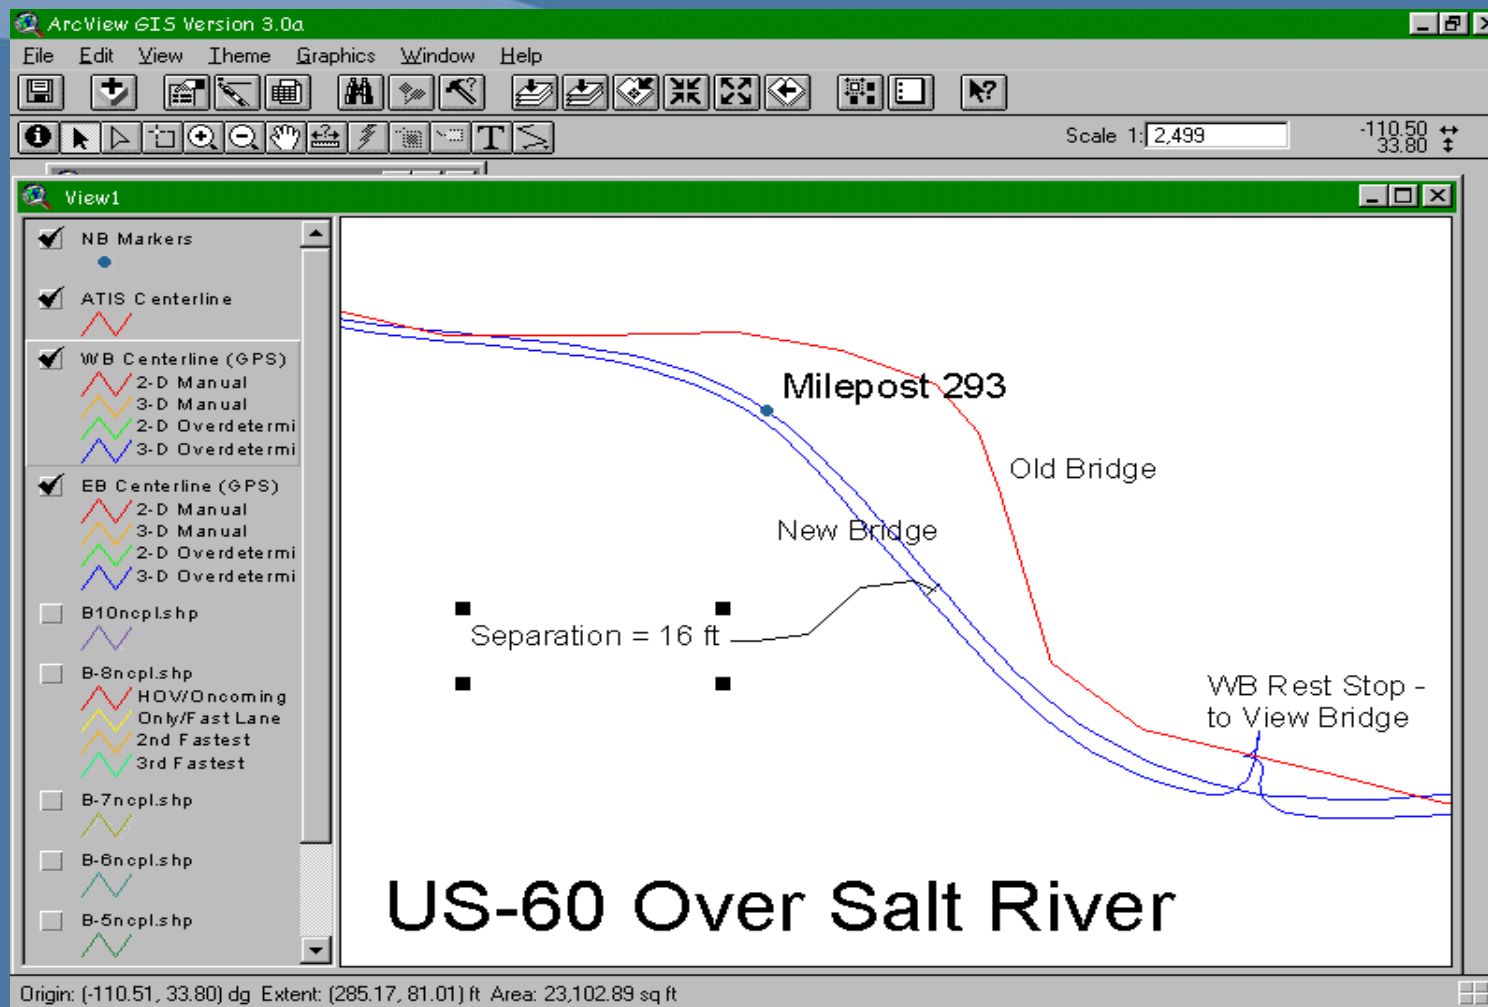 ArcView GIS Version 3.0a
File Edit View Theme Graphics Window Help
Scale 1: 2,499
-110.50
33.80
View1
NB Markers
ATIS Centerline
WB Centerline (GPS)
2-D Manual
3-D Manual
2-D Overdetermi
3-D Overdetermi
EB Centerline (GPS)
2-D Manual
3-D Manual
2-D Overdetermi
3-D Overdetermi
B10ncpl.shp
B-8ncpl.shp
HOV/Oncoming
Only/Fast Lane
2nd Fastest
3rd Fastest
B-7ncpl.shp
B-6ncpl.shp
B-5ncpl.shp
Milepost 293
Old Bridge
New Bridge
Separation = 16 ft
WB Rest Stop -
to View Bridge
US-60 Over Salt River
Origin: (-110.51, 33.80) dg Extent: (285.17, 81.01) ft Area: 23,102.89 sq ft